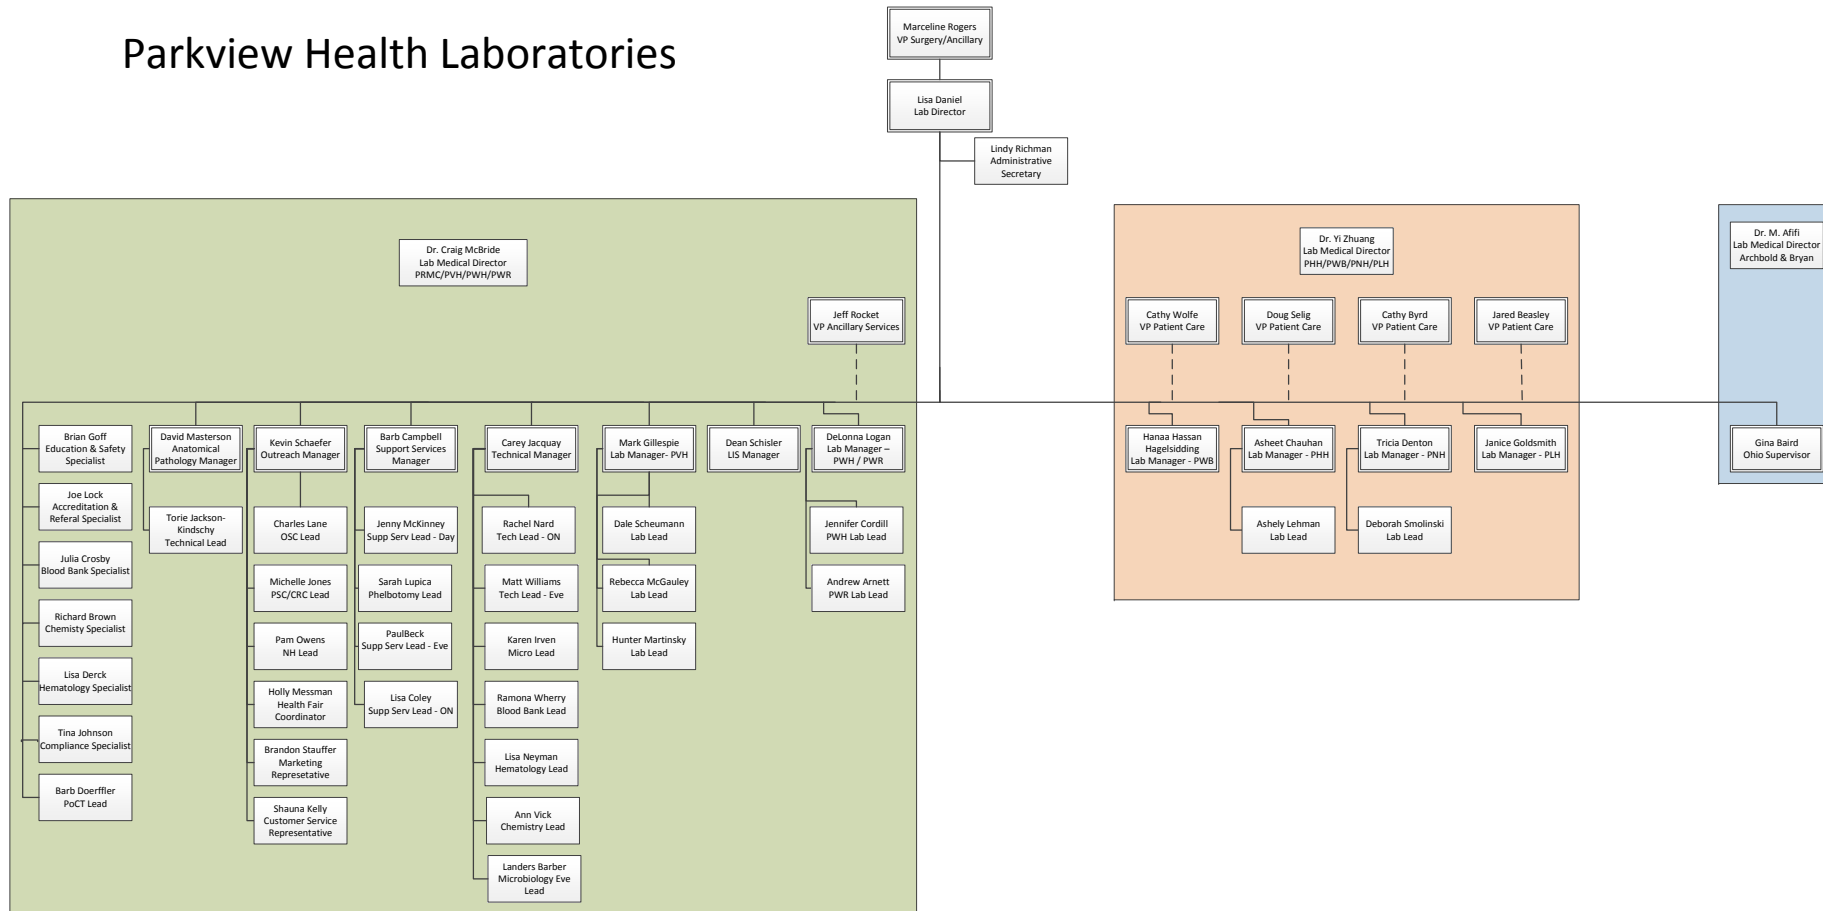 Parkview Health Laboratories
Marceline Rogers
VP Surgery/Ancillary
Lisa Daniel
Lab Director
Lindy Richman
Administrative
Secretary
Dr. Craig McBride
Lab Medical Director
PRMC/PVH/PWH/PWR
Jeff Rocket
VP Ancillary Services
Brian Goff
Education & Safety
Specialist
Joe Lock
Accreditation &
Referal Specialist
Julia Crosby
Blood Bank Specialist
Richard Brown
Chemisty Specialist
Lisa Derck
Hematology Specialist
Tina Johnson
Compliance Specialist
Barb Doerffler
PoCT Lead
David Masterson
Anatomical
Pathology Manager
Torie Jackson-
Kindschy
Technical Lead
Kevin Schaefer
Outreach Manager
Charles Lane
OSC Lead
Michelle Jones
PSC/CRC Lead
Pam Owens
NH Lead
Holly Messman
Health Fair
Coordinator
Brandon Stauffer
Marketing
Represetative
Shauna Kelly
Customer Service
Representative
Barb Campbell
Support Services
Manager
Jenny McKinney
Supp Serv Lead - Day
Sarah Lupica
Phelbotomy Lead
PaulBeck
Supp Serv Lead - Eve
Lisa Coley
Supp Serv Lead - ON
Carey Jacquay
Technical Manager
Rachel Nard
Tech Lead - ON
Matt Williams
Tech Lead - Eve
Karen Irven
Micro Lead
Ramona Wherry
Blood Bank Lead
Lisa Neyman
Hematology Lead
Ann Vick
Chemistry Lead
Landers Barber
Microbiology Eve
Lead
Mark Gillespie
Lab Manager- PVH
Dale Scheumann
Lab Lead
Rebecca McGauley
Lab Lead
Hunter Martinsky
Lab Lead
Dean Schisler
LIS Manager
DeLonna Logan
Lab Manager –
PWH / PWR
Jennifer Cordill
PWH Lab Lead
Andrew Arnett
PWR Lab Lead
Dr. Yi Zhuang
Lab Medical Director
PHH/PWB/PNH/PLH
Cathy Wolfe
VP Patient Care
Doug Selig
VP Patient Care
Cathy Byrd
VP Patient Care
Jared Beasley
VP Patient Care
Hanaa Hassan
Hagelsidding
Lab Manager - PWB
Asheet Chauhan
Lab Manager - PHH
Ashely Lehman
Lab Lead
Tricia Denton
Lab Manager - PNH
Deborah Smolinski
Lab Lead
Janice Goldsmith
Lab Manager - PLH
Dr. M. Afifi
Lab Medical Director
Archbold & Bryan
Gina Baird
Ohio Supervisor